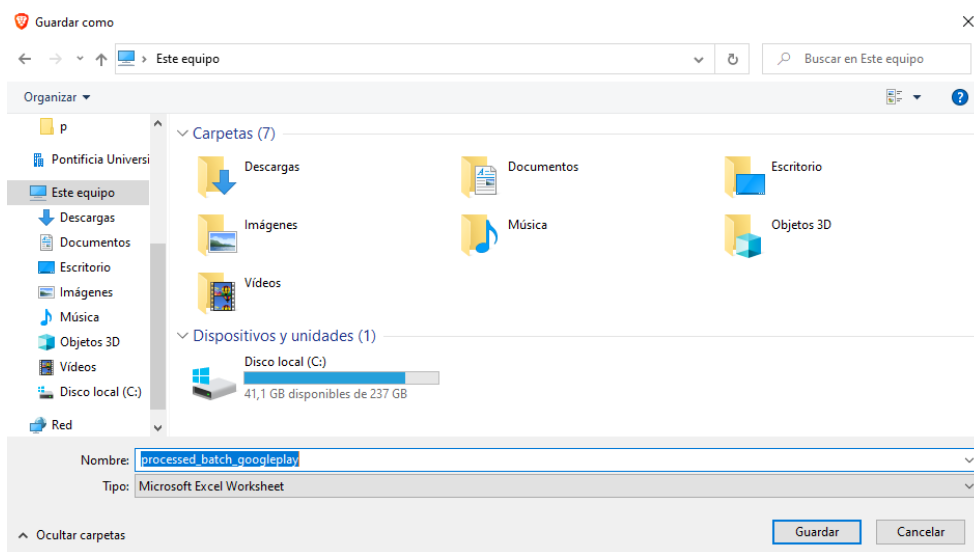 Guardar como
Este equipo
Buscar en Este equipo
Organizar
p
Pontificia Universi
Este equipo
Descargas
Documentos
Escritorio
Imágenes
Música
Objetos 3D
Vídeos
Disco local (C:)
Red
Carpetas (7)
Descargas
Documentos
Escritorio
Imágenes
Música
Objetos 3D
Vídeos
Dispositivos y unidades (1)
Disco local (C:)
41,1 GB disponibles de 237 GB
Nombre: processed_batch_googleplay
Tipo: Microsoft Excel Worksheet
Ocultar carpetas
Guardar
Cancelar